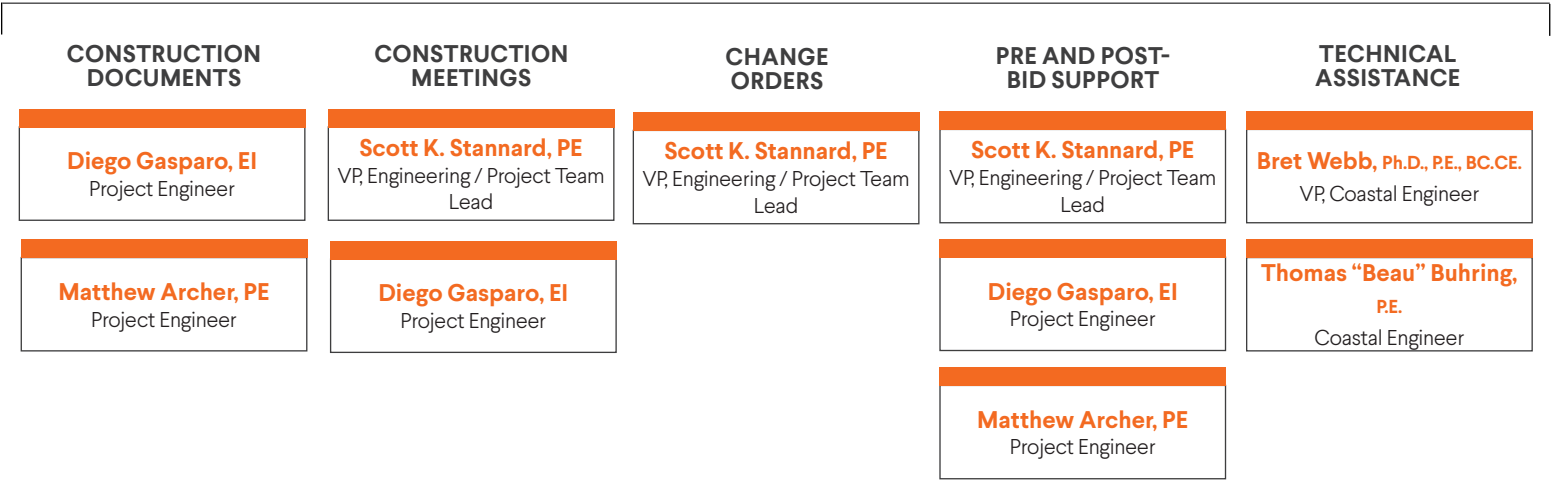 CONSTRUCTION
DOCUMENTS
Diego Gasparo, EI
Project Engineer
Matthew Archer, PE
Project Engineer
CONSTRUCTION
MEETINGS
Scott K. Stannard, PE
VP, Engineering / Project Team
Lead
Diego Gasparo, EI
Project Engineer
CHANGE
ORDERS
Scott K. Stannard, PE
VP, Engineering / Project Team
Lead
PRE AND POST-
BID SUPPORT
Scott K. Stannard, PE
VP, Engineering / Project Team
Lead
Diego Gasparo, EI
Project Engineer
Matthew Archer, PE
Project Engineer
TECHNICAL
ASSISTANCE
Bret Webb, Ph.D., P.E., BC.CE.
VP, Coastal Engineer
Thomas “Beau” Buhring,
P.E.
Coastal Engineer